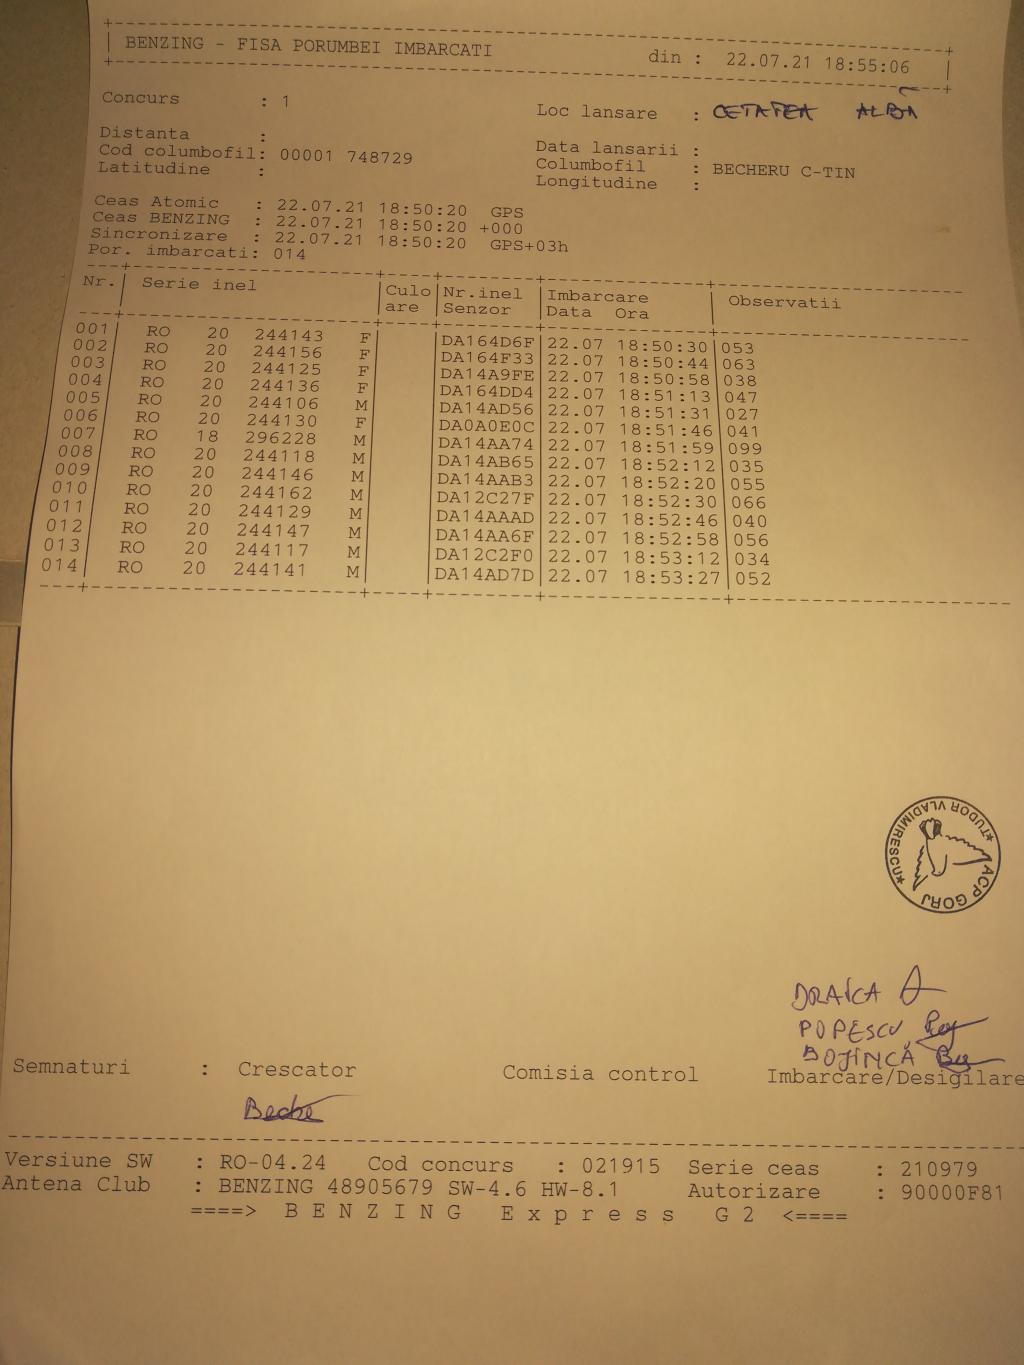 BENZING - FISA PORUMBEI IMBARCATI din : 22.07.21 18:55:06
Concurs : 1 Loc lansare : CETATEA ALBA
Distanta : Data lansarii :
Cod columbofil: 00001 748729 Columbofil : BECHERU C-TIN
Latitudine : Longitudine :
Ceas Atomic : 22.07.21 18:50:20 GPS
Ceas BENZING : 22.07.21 18:50:20 +000
Sincronizare : 22.07.21 18:50:20 GPS+03h
Por. imbarcati: 014
Nr. Serie inel Culo Nr.inel Imbarcare Observatii
are Senzor Data Ora
001 RO 20 244143 F DA164D6F 22.07 18:50:30 053
002 RO 20 244156 F DA164F33 22.07 18:50:44 063
003 RO 20 244125 F DA14A9FE 22.07 18:50:58 038
004 RO 20 244136 F DA164DD4 22.07 18:51:13 047
005 RO 20 244106 M DA14AD56 22.07 18:51:31 027
006 RO 20 244130 F DA0A0E0C 22.07 18:51:46 041
007 RO 18 296228 M DA14AA74 22.07 18:51:59 099
008 RO 20 244118 M DA14AB65 22.07 18:52:12 035
009 RO 20 244146 M DA14AAB3 22.07 18:52:20 055
010 RO 20 244162 M DA12C27F 22.07 18:52:30 066
011 RO 20 244129 M DA14AAAD 22.07 18:52:46 040
012 RO 20 244147 M DA14AA6F 22.07 18:52:58 056
013 RO 20 244117 M DA12C2F0 22.07 18:53:12 034
014 RO 20 244141 M DA14AD7D 22.07 18:53:27 052
*TUDOR VLADIMIRESCU*
ACP GORJ
DRAICA
POPESCU
BOJINCĂ
Semnaturi : Crescator Comisia control Imbarcare/Desigilare
Versiune SW : RO-04.24 Cod concurs : 021915 Serie ceas : 210979
Antena Club : BENZING 48905679 SW-4.6 HW-8.1 Autorizare : 90000F81
====> BENZING Express G2 <====